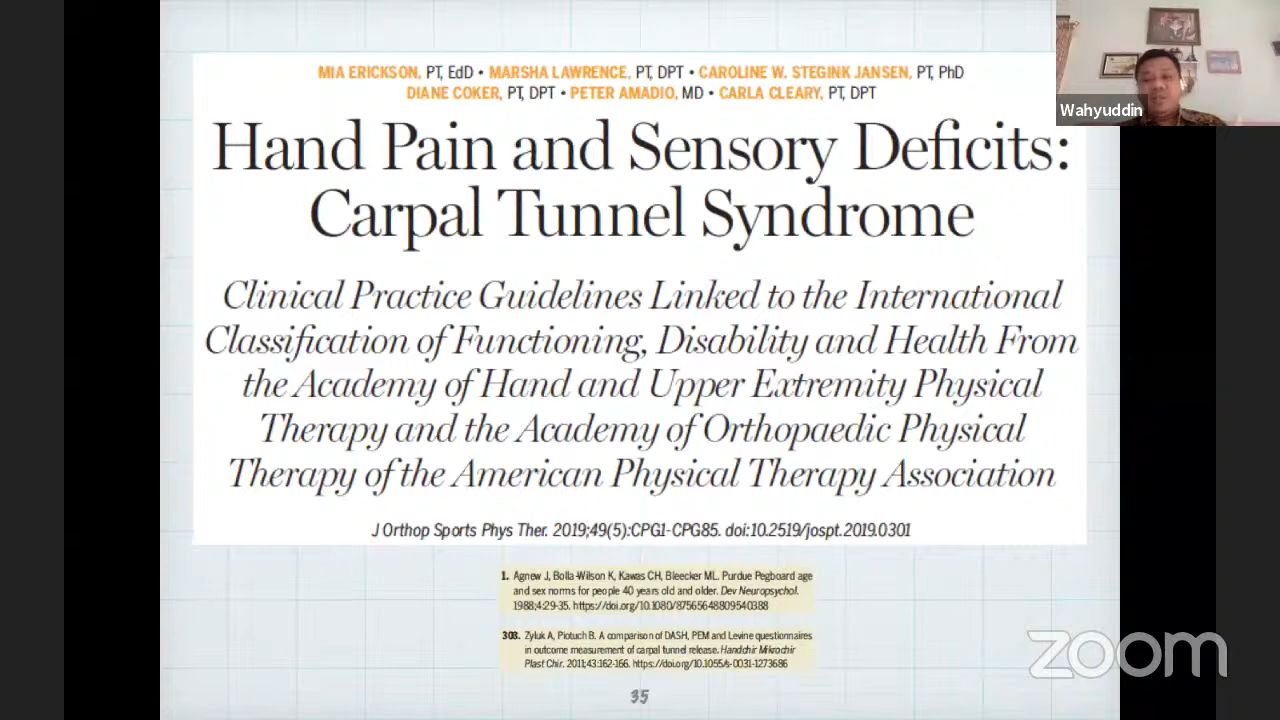 MIA ERICKSON, PT, EdD • MARSHA LAWRENCE, PT, DPT • CAROLINE W. STEGINK JANSEN, PT, PhD
DIANE COKER, PT, DPT • PETER AMADIO, MD • CARLA CLEARY, PT, DPT
Hand Pain and Sensory Deficits:
Carpal Tunnel Syndrome
Clinical Practice Guidelines Linked to the International
Classification of Functioning, Disability and Health From
the Academy of Hand and Upper Extremity Physical
Therapy and the Academy of Orthopaedic Physical
Therapy of the American Physical Therapy Association
J Orthop Sports Phys Ther. 2019;49(5):CPG1-CPG85. doi:10.2519/jospt.2019.0301
1. Agnew J, Bolla-Wilson K, Kawas CH, Bleecker ML. Purdue Pegboard age
and sex norms for people 40 years old and older. Dev Neuropsychol.
1988;4:29-35. https://doi.org/10.1080/87565648809540388
303. Zyluk A, Piotuch B. A comparison of DASH, PEM and Levine questionnaires
in outcome measurement of carpal tunnel release. Handchir Mikrochir
Plast Chir. 2011;43:162-166. https://doi.org/10.1055/s-0031-1273686
35
Wahyuddin
zoom